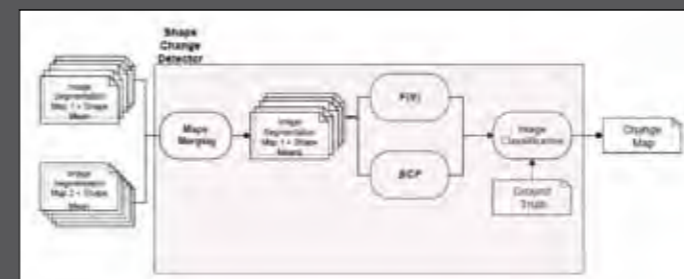 Shape
Change
Detector
Image
Segmentation
Map 1 + Shape
Mean
Image
Segmentation
Map 2 + Shape
Mean
Maps
Merging
Image
Segmentation
Map 1 + Shape
Means
SCP
Image
Classification
Ground
Truth
Change
Map